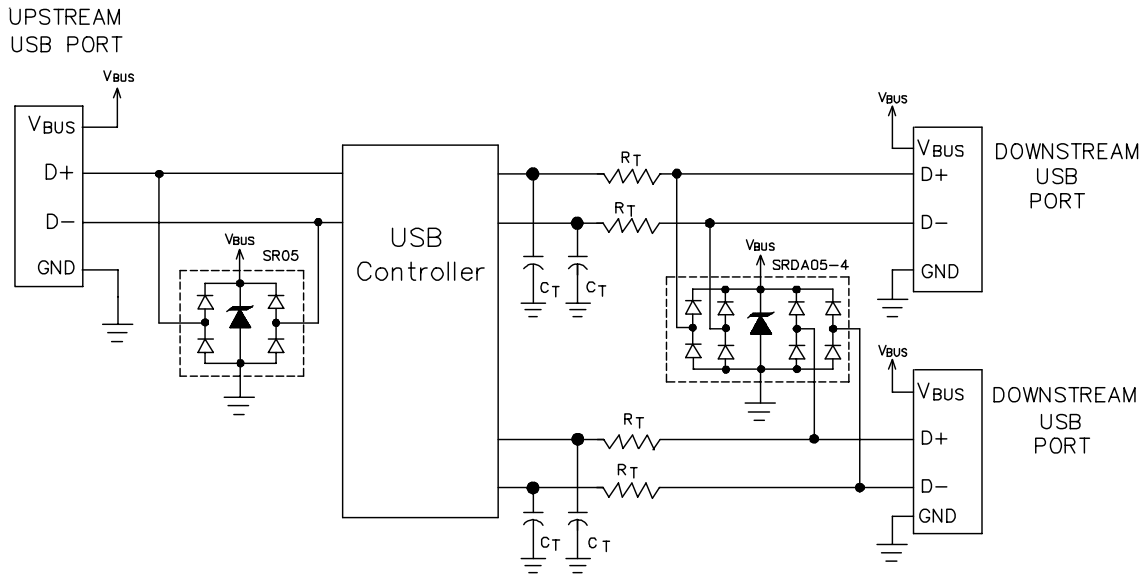 UPSTREAM
USB PORT
VBUS
VBUS
D+
D-
GND
VBUS
SR05
USB
Controller
RT
RT
CT
CT
VBUS
SRDA05-4
VBUS
VBUS
D+
D-
GND
DOWNSTREAM
USB
PORT
RT
RT
CT
CT
VBUS
VBUS
D+
D-
GND
DOWNSTREAM
USB
PORT